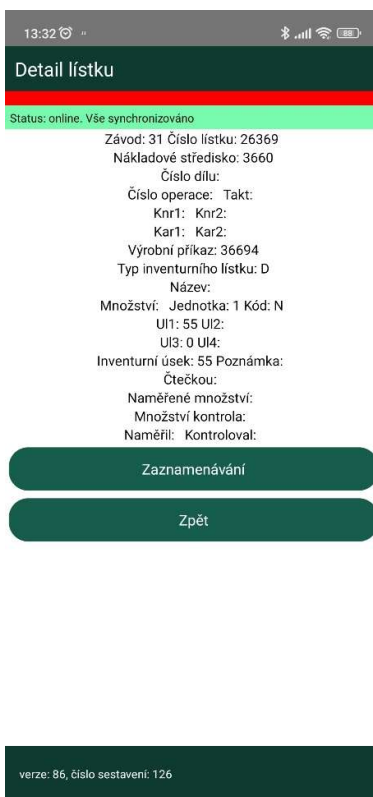 13:32
88
Detail lístku
Status: online. Vše synchronizováno
Závod: 31 Číslo lístku: 26369
Nákladové středisko: 3660
Číslo dílu:
Číslo operace: Takt:
Knr1: Knr2:
Kar1: Kar2:
Výrobní příkaz: 36694
Typ inventurního lístku: D
Název:
Množství: Jednotka: 1 Kód: N
Ul1: 55 Ul2:
Ul3: 0 Ul4:
Inventurní úsek: 55 Poznámka:
Čtečkou:
Naměřené množství:
Množství kontrola:
Naměřil: Kontroloval:
Zaznamenávání
Zpět
verze: 86, číslo sestavení: 126